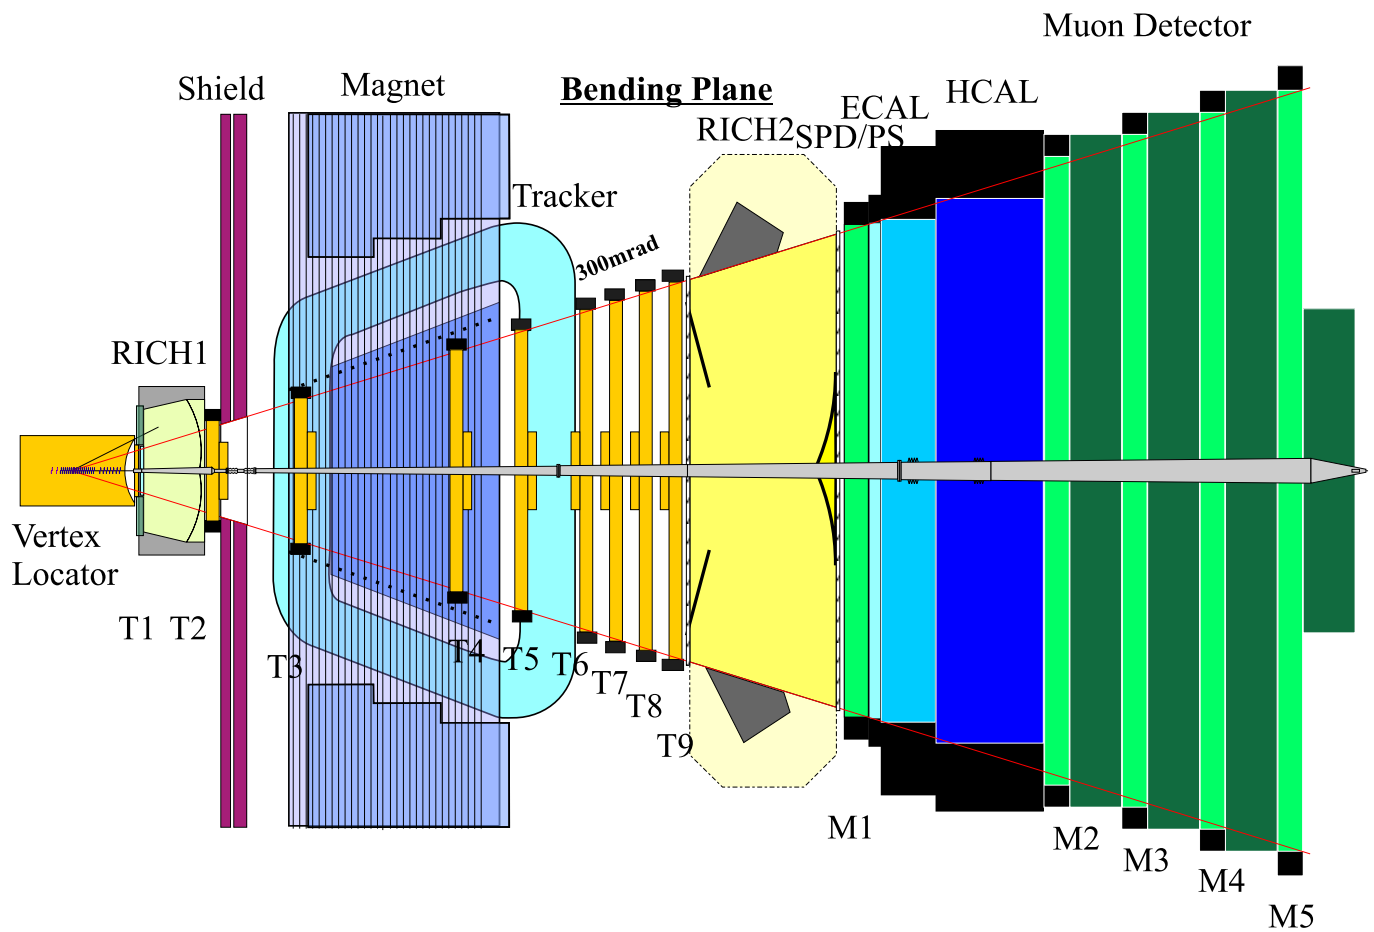 Muon Detector
Shield
Magnet
Bending Plane
ECAL
HCAL
RICH2
SPD/PS
Tracker
300mrad
RICH1
Vertex
Locator
T1
T2
T3
T4
T5
T6
T7
T8
T9
M1
M2
M3
M4
M5